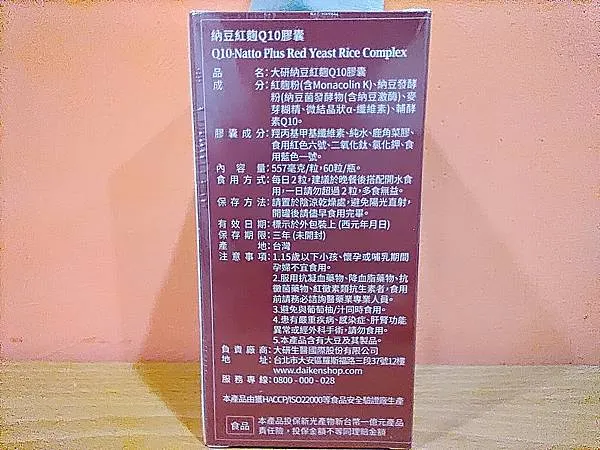 納豆紅麴Q10膠囊
Q10-Natto Plus Red Yeast Rice Complex
品名：大研納豆紅麴Q10膠囊
成分：紅麴粉(含Monacolin K)、納豆發酵
粉(納豆菌發酵物(含納豆激酶)、麥
芽糊精、微結晶狀α-纖維素)、輔酵
素Q10。
膠囊成分：羥丙基甲基纖維素、純水、鹿角菜膠、
食用紅色六號、二氧化鈦、氯化鉀、食
用藍色一號。
內容量：557毫克/粒，60粒/瓶。
食用方式：每日2粒，建議於晚餐後搭配開水食
用，一日請勿超過2粒，多食無益。
保存方法：請置於陰涼乾燥處，避免陽光直射，
開罐後請儘早食用完畢。
有效日期：標示於外包裝上 (西元年月日)
保存期限：三年 (未開封)
產地：台灣
注意事項：1.15歲以下小孩、懷孕或哺乳期間
孕婦不宜食用。
2.服用抗凝血藥物、降血脂藥物、抗
黴菌藥物、紅黴素類抗生素者，食用
前請務必諮詢醫藥業專業人員。
3.避免與葡萄柚/汁同時食用。
4.患有嚴重疾病、感染症、肝腎功能
異常或經外科手術，請勿食用。
5.本產品含有大豆及其製品。
負責廠商：大研生醫國際股份有限公司
地址：台北市大安區羅斯福路三段37號12樓
www.daikenshop.com
服務專線：0800-000-028
本產品由獲HACCP/ISO22000等食品安全驗證廠生產
食品
本產品投保新光產物新台幣一億元產品
責任險，投保金額不等同理賠金額